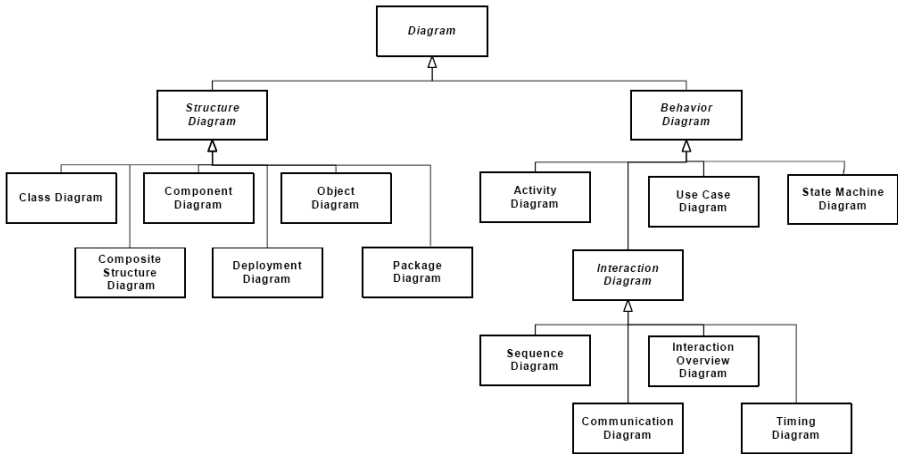 Diagram
Structure
Diagram
Behavior
Diagram
Class Diagram
Component
Diagram
Object
Diagram
Activity
Diagram
Use Case
Diagram
State Machine
Diagram
Composite
Structure
Diagram
Deployment
Diagram
Package
Diagram
Interaction
Diagram
Sequence
Diagram
Interaction
Overview
Diagram
Communication
Diagram
Timing
Diagram